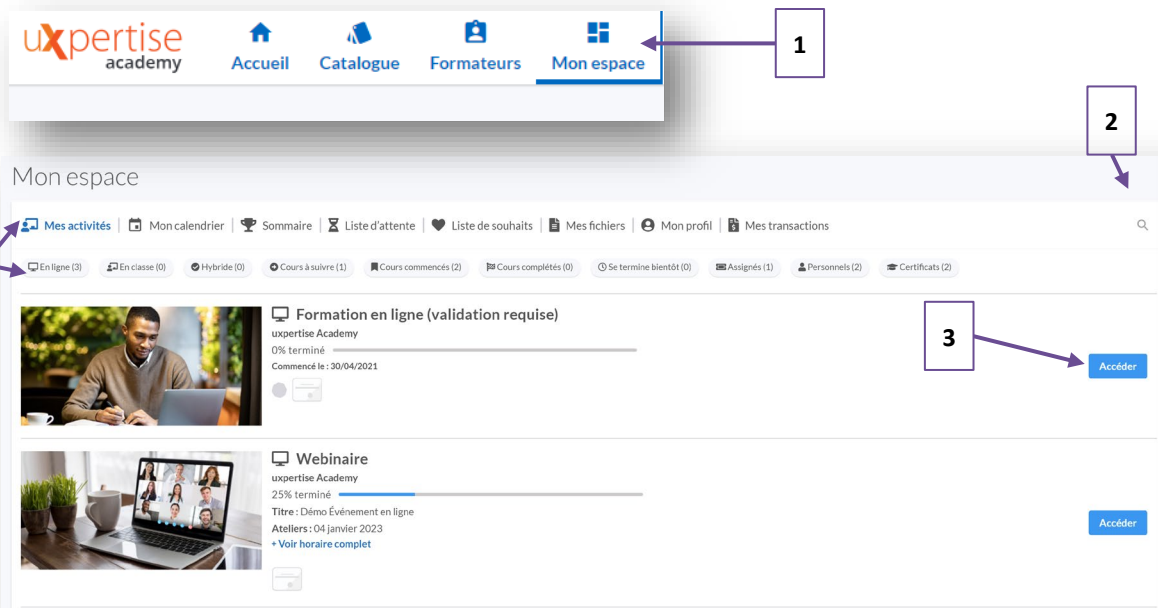 uxpertise
academy
Accueil
Catalogue
Formateurs
Mon espace
1
2
Mon espace
Mes activités | Mon calendrier | Sommaire | Liste d'attente | Liste de souhaits | Mes fichiers | Mon profil | Mes transactions
En ligne (3) En classe (0) Hybride (0) Cours à suivre (1) Cours commencés (2) Cours complétés (0) Se termine bientôt (0) Assignés (1) Personnels (2) Certificats (2)
Formation en ligne (validation requise)
uxpertise Academy
0% terminé
Commencé le : 30/04/2021
3
Accéder
Webinaire
uxpertise Academy
25% terminé
Titre : Démo Événement en ligne
Ateliers : 04 janvier 2023
+ Voir horaire complet
Accéder